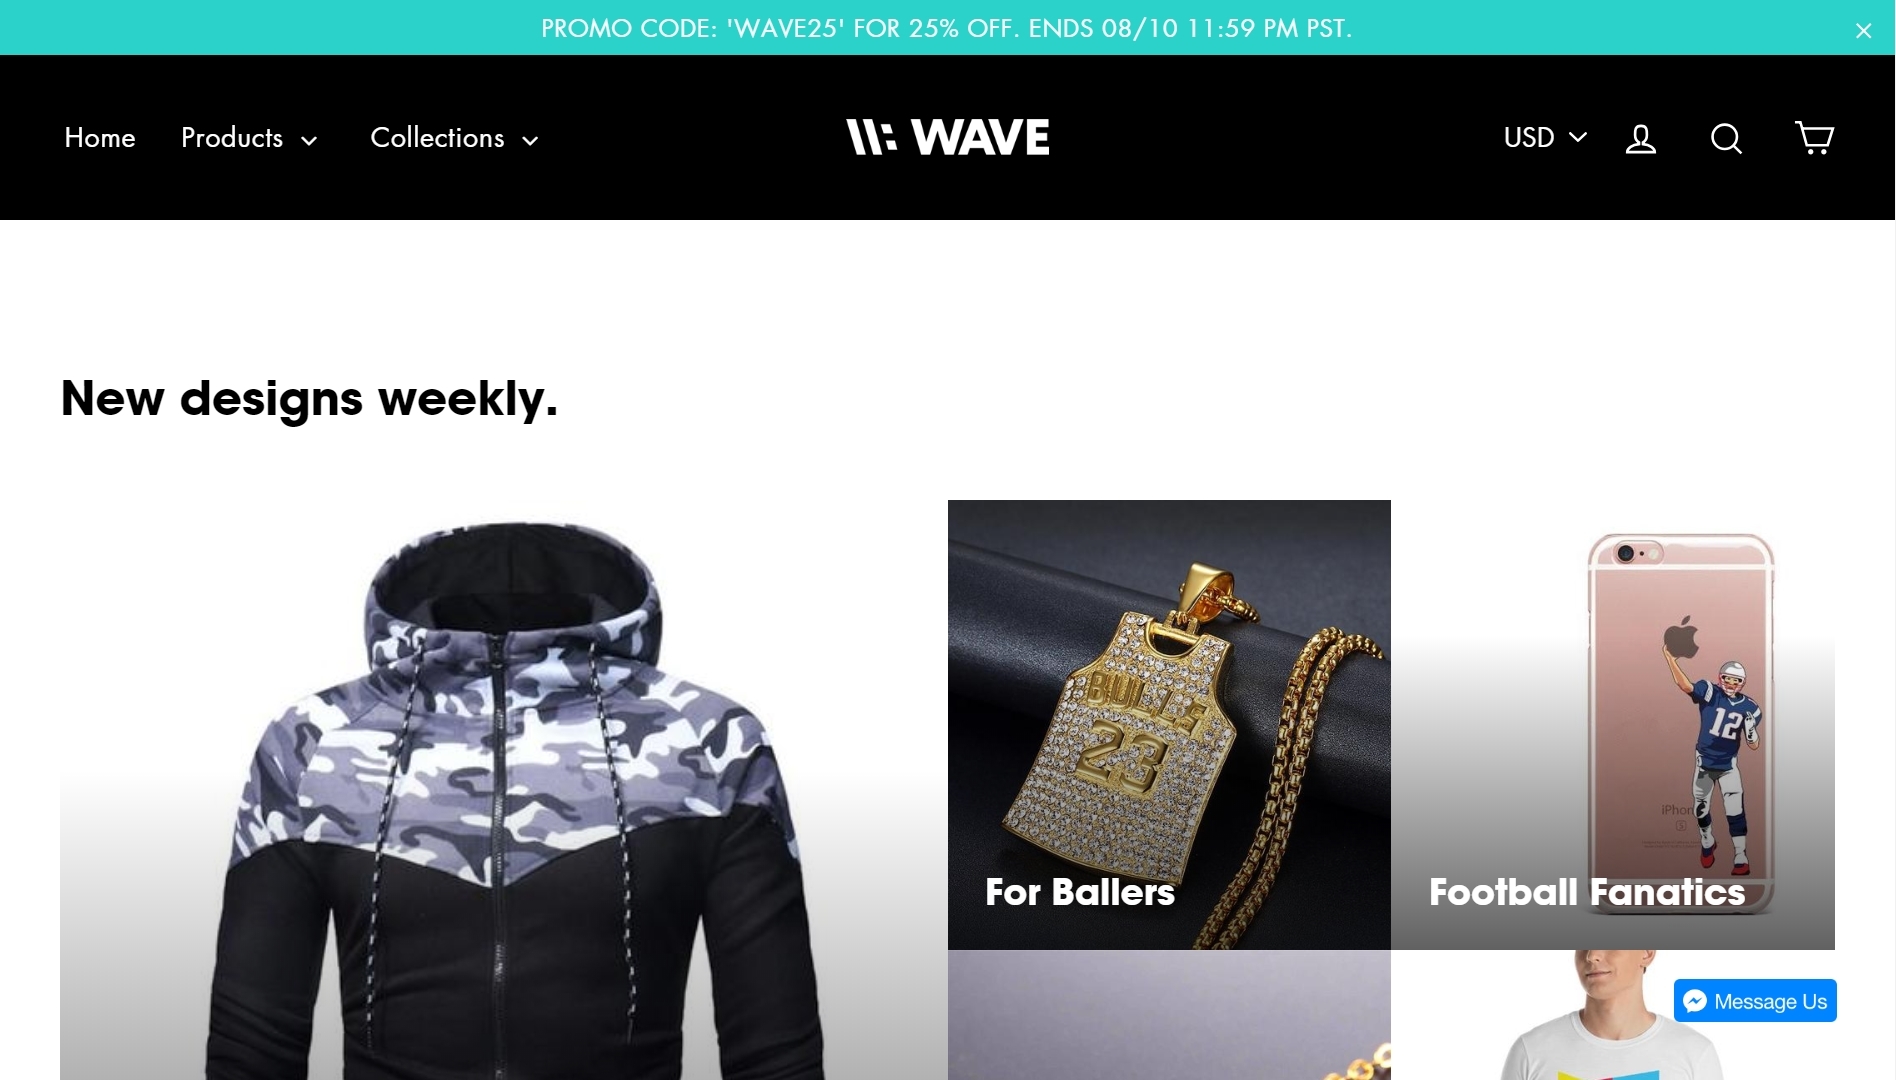 PROMO CODE: 'WAVE25' FOR 25% OFF. ENDS 08/10 11:59 PM PST.
Home
Products
Collections
WAVE
USD
New designs weekly.
BULLS
23
12
iPhon
For Ballers
Football Fanatics
Message Us